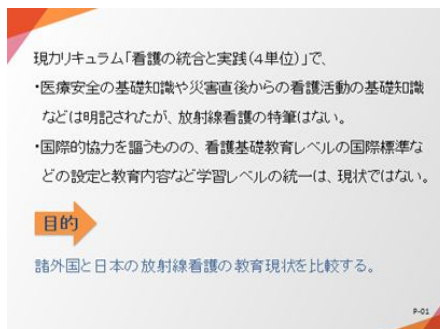 現カリキュラム「看護の統合と実践(4単位)」で、
・医療安全の基礎知識や災害直後からの看護活動の基礎知識
などは明記されたが、放射線看護の特筆はない。
・国際的協力を謳うものの、看護基礎教育レベルの国際標準な
どの設定と教育内容など学習レベルの統一は、現状ではない。
目的
諸外国と日本の放射線看護の教育現状を比較する。
P-01